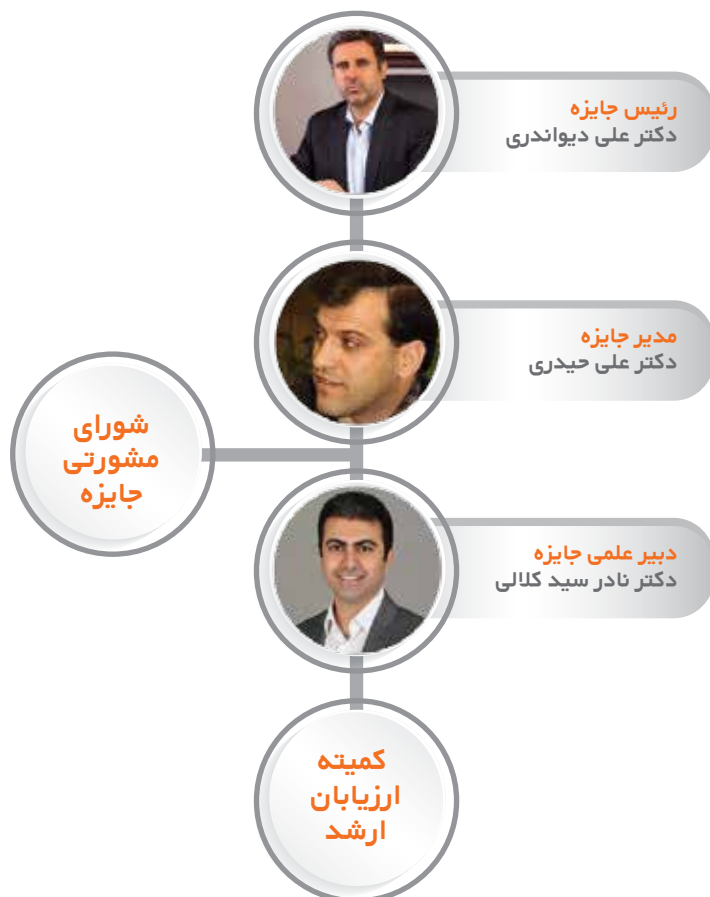 رئیس جایزه
دکتر علی دیواندری
مدیر جایزه
دکتر علی حیدری
شورای
مشورتی
جایزه
دبیر علمی جایزه
دکتر نادر سید کلالی
کمیته
ارزیابان
ارشد